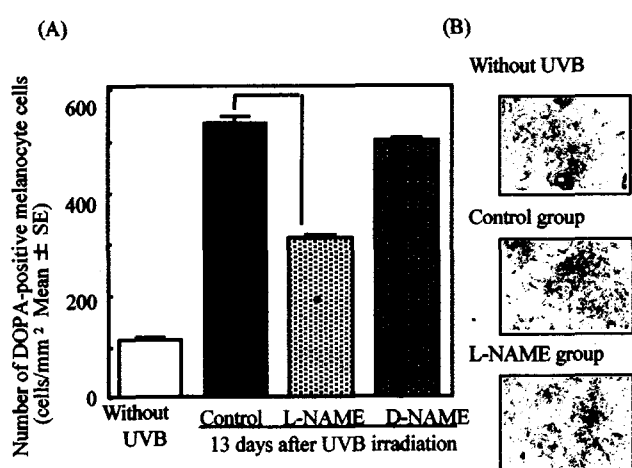 (A)
Number of DOPA-positive melanocyte cells
(cells/mm² Mean ± SE)
600
400
200
0
Without
UVB
Control
L-NAME
D-NAME
13 days after UVB irradiation
(B)
Without UVB
Control group
L-NAME group